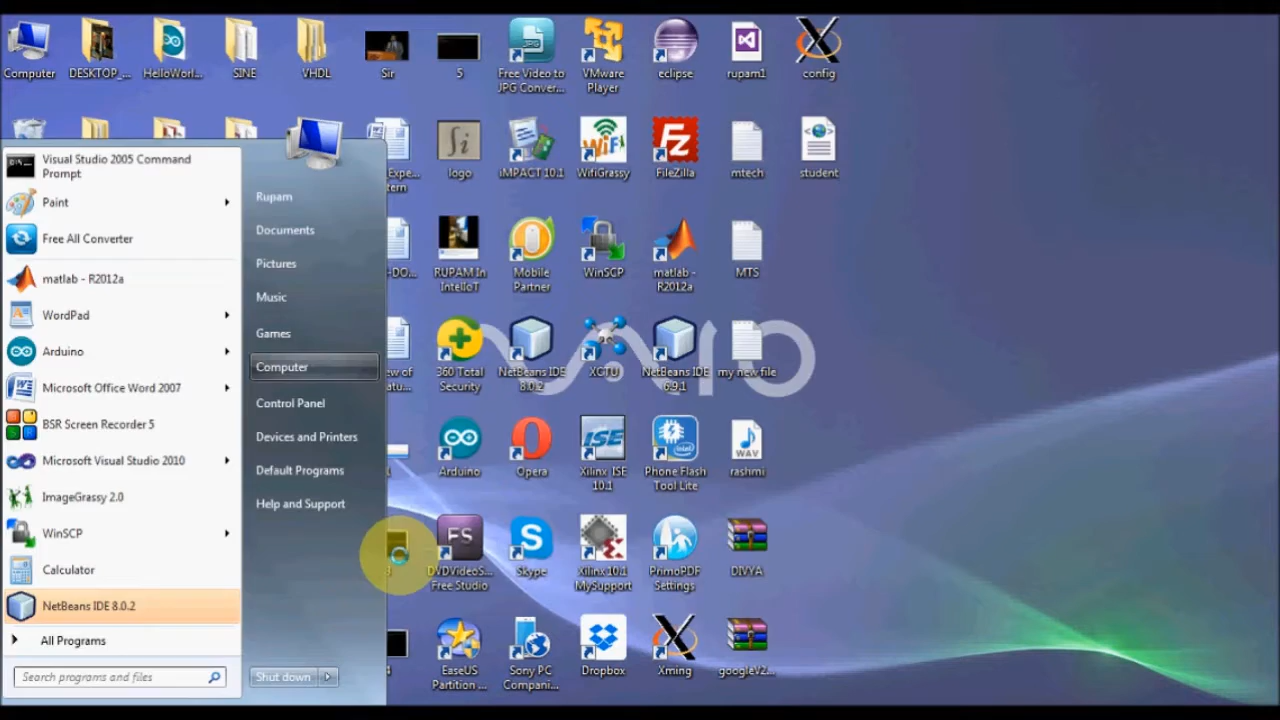 Computer
DESKTOP_...
HelloWorl...
SINE
VHDL
Sir
5
Free Video to
JPG Conver...
VMware
Player
eclipse
rupam1
config
logo
iMPACT 10.1
WifiGrassy
FileZilla
mtech
student
RUPAM In
IntelIoT
Mobile
Partner
WinSCP
matlab -
R2012a
MTS
360 Total
Security
NetBeans IDE
8.0.2
XCTU
NetBeans IDE
6.9.1
my new file
Arduino
Opera
Xilinx ISE
10.1
Phone Flash
Tool Lite
rashmi
DVDVideoS...
Free Studio
Skype
Xilinx 10.1
MySupport
PrimoPDF
Settings
DIVYA
EaseUS
Partition ...
Sony PC
Compani...
Dropbox
Xming
googleV2...
Visual Studio 2005 Command
Prompt
Paint
Free All Converter
matlab - R2012a
WordPad
Arduino
Microsoft Office Word 2007
BSR Screen Recorder 5
Microsoft Visual Studio 2010
ImageGrassy 2.0
WinSCP
Calculator
NetBeans IDE 8.0.2
All Programs
Search programs and files
Rupam
Documents
Pictures
Music
Games
Computer
Control Panel
Devices and Printers
Default Programs
Help and Support
Shut down